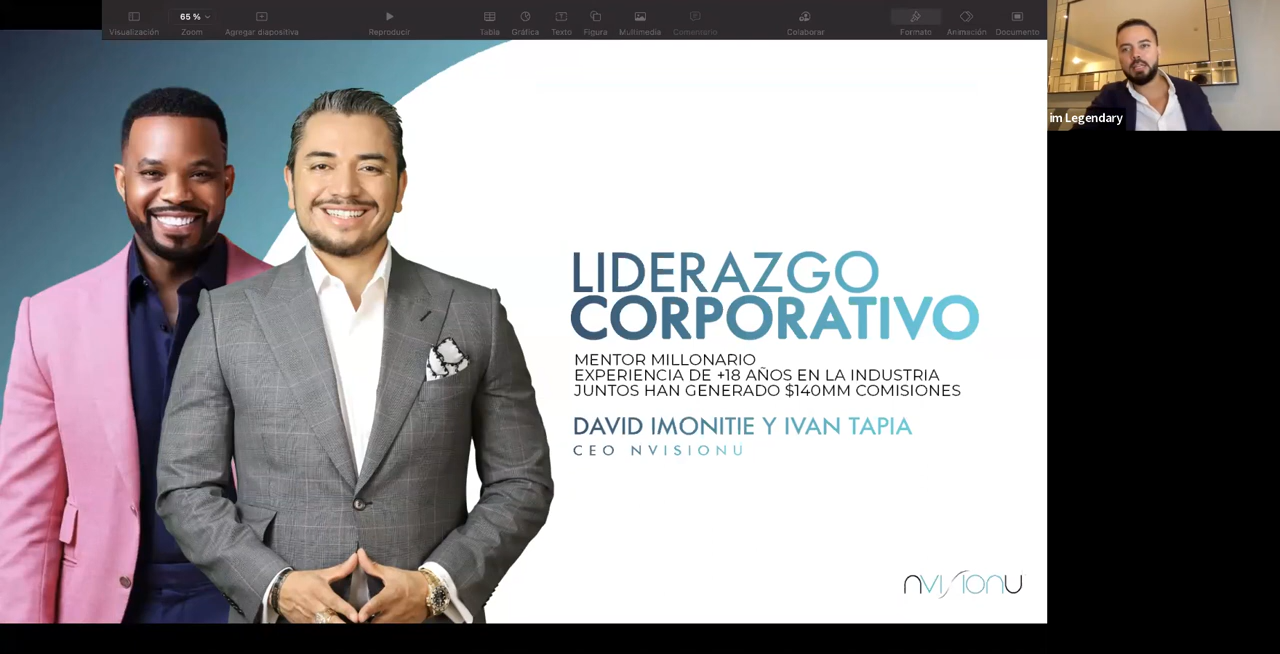 65 %
Visualización
Zoom
Agregar diapositiva
Reproducir
Tabla
Gráfica
Texto
Figura
Multimedia
Comentario
Colaborar
Formato
Animación
Documento
im Legendary
LIDERAZGO
CORPORATIVO
MENTOR MILLONARIO
EXPERIENCIA DE +18 AÑOS EN LA INDUSTRIA
JUNTOS HAN GENERADO $140MM COMISIONES
DAVID IMONITIE Y IVAN TAPIA
CEO NVISIONU
nVISIONU